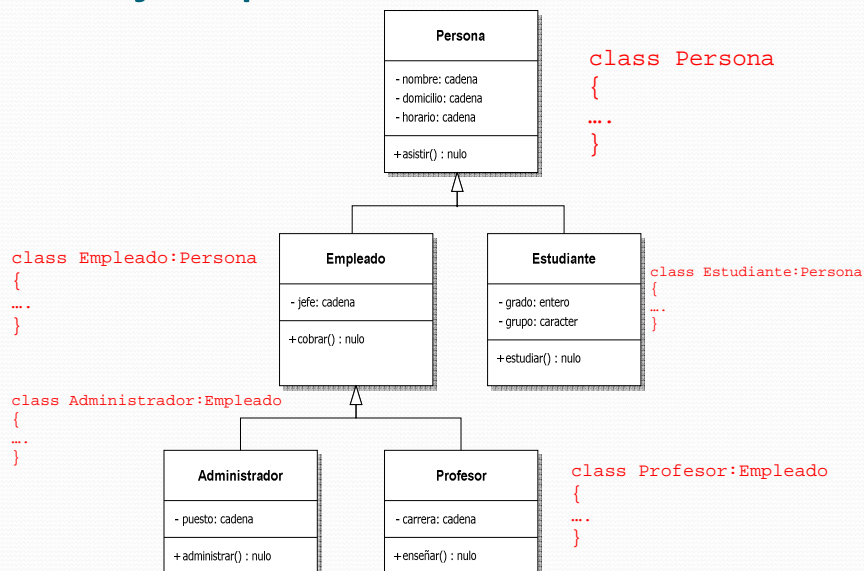 Persona
- nombre: cadena
- domicilio: cadena
- horario: cadena
+asistir() : nulo
class Persona
{
….
}
class Empleado:Persona
{
….
}
Empleado
- jefe: cadena
+cobrar() : nulo
Estudiante
- grado: entero
- grupo: caracter
+estudiar() : nulo
class Estudiante:Persona
{
….
}
class Administrador:Empleado
{
….
}
Administrador
- puesto: cadena
+administrar() : nulo
Profesor
- carrera: cadena
+enseñar() : nulo
class Profesor:Empleado
{
….
}